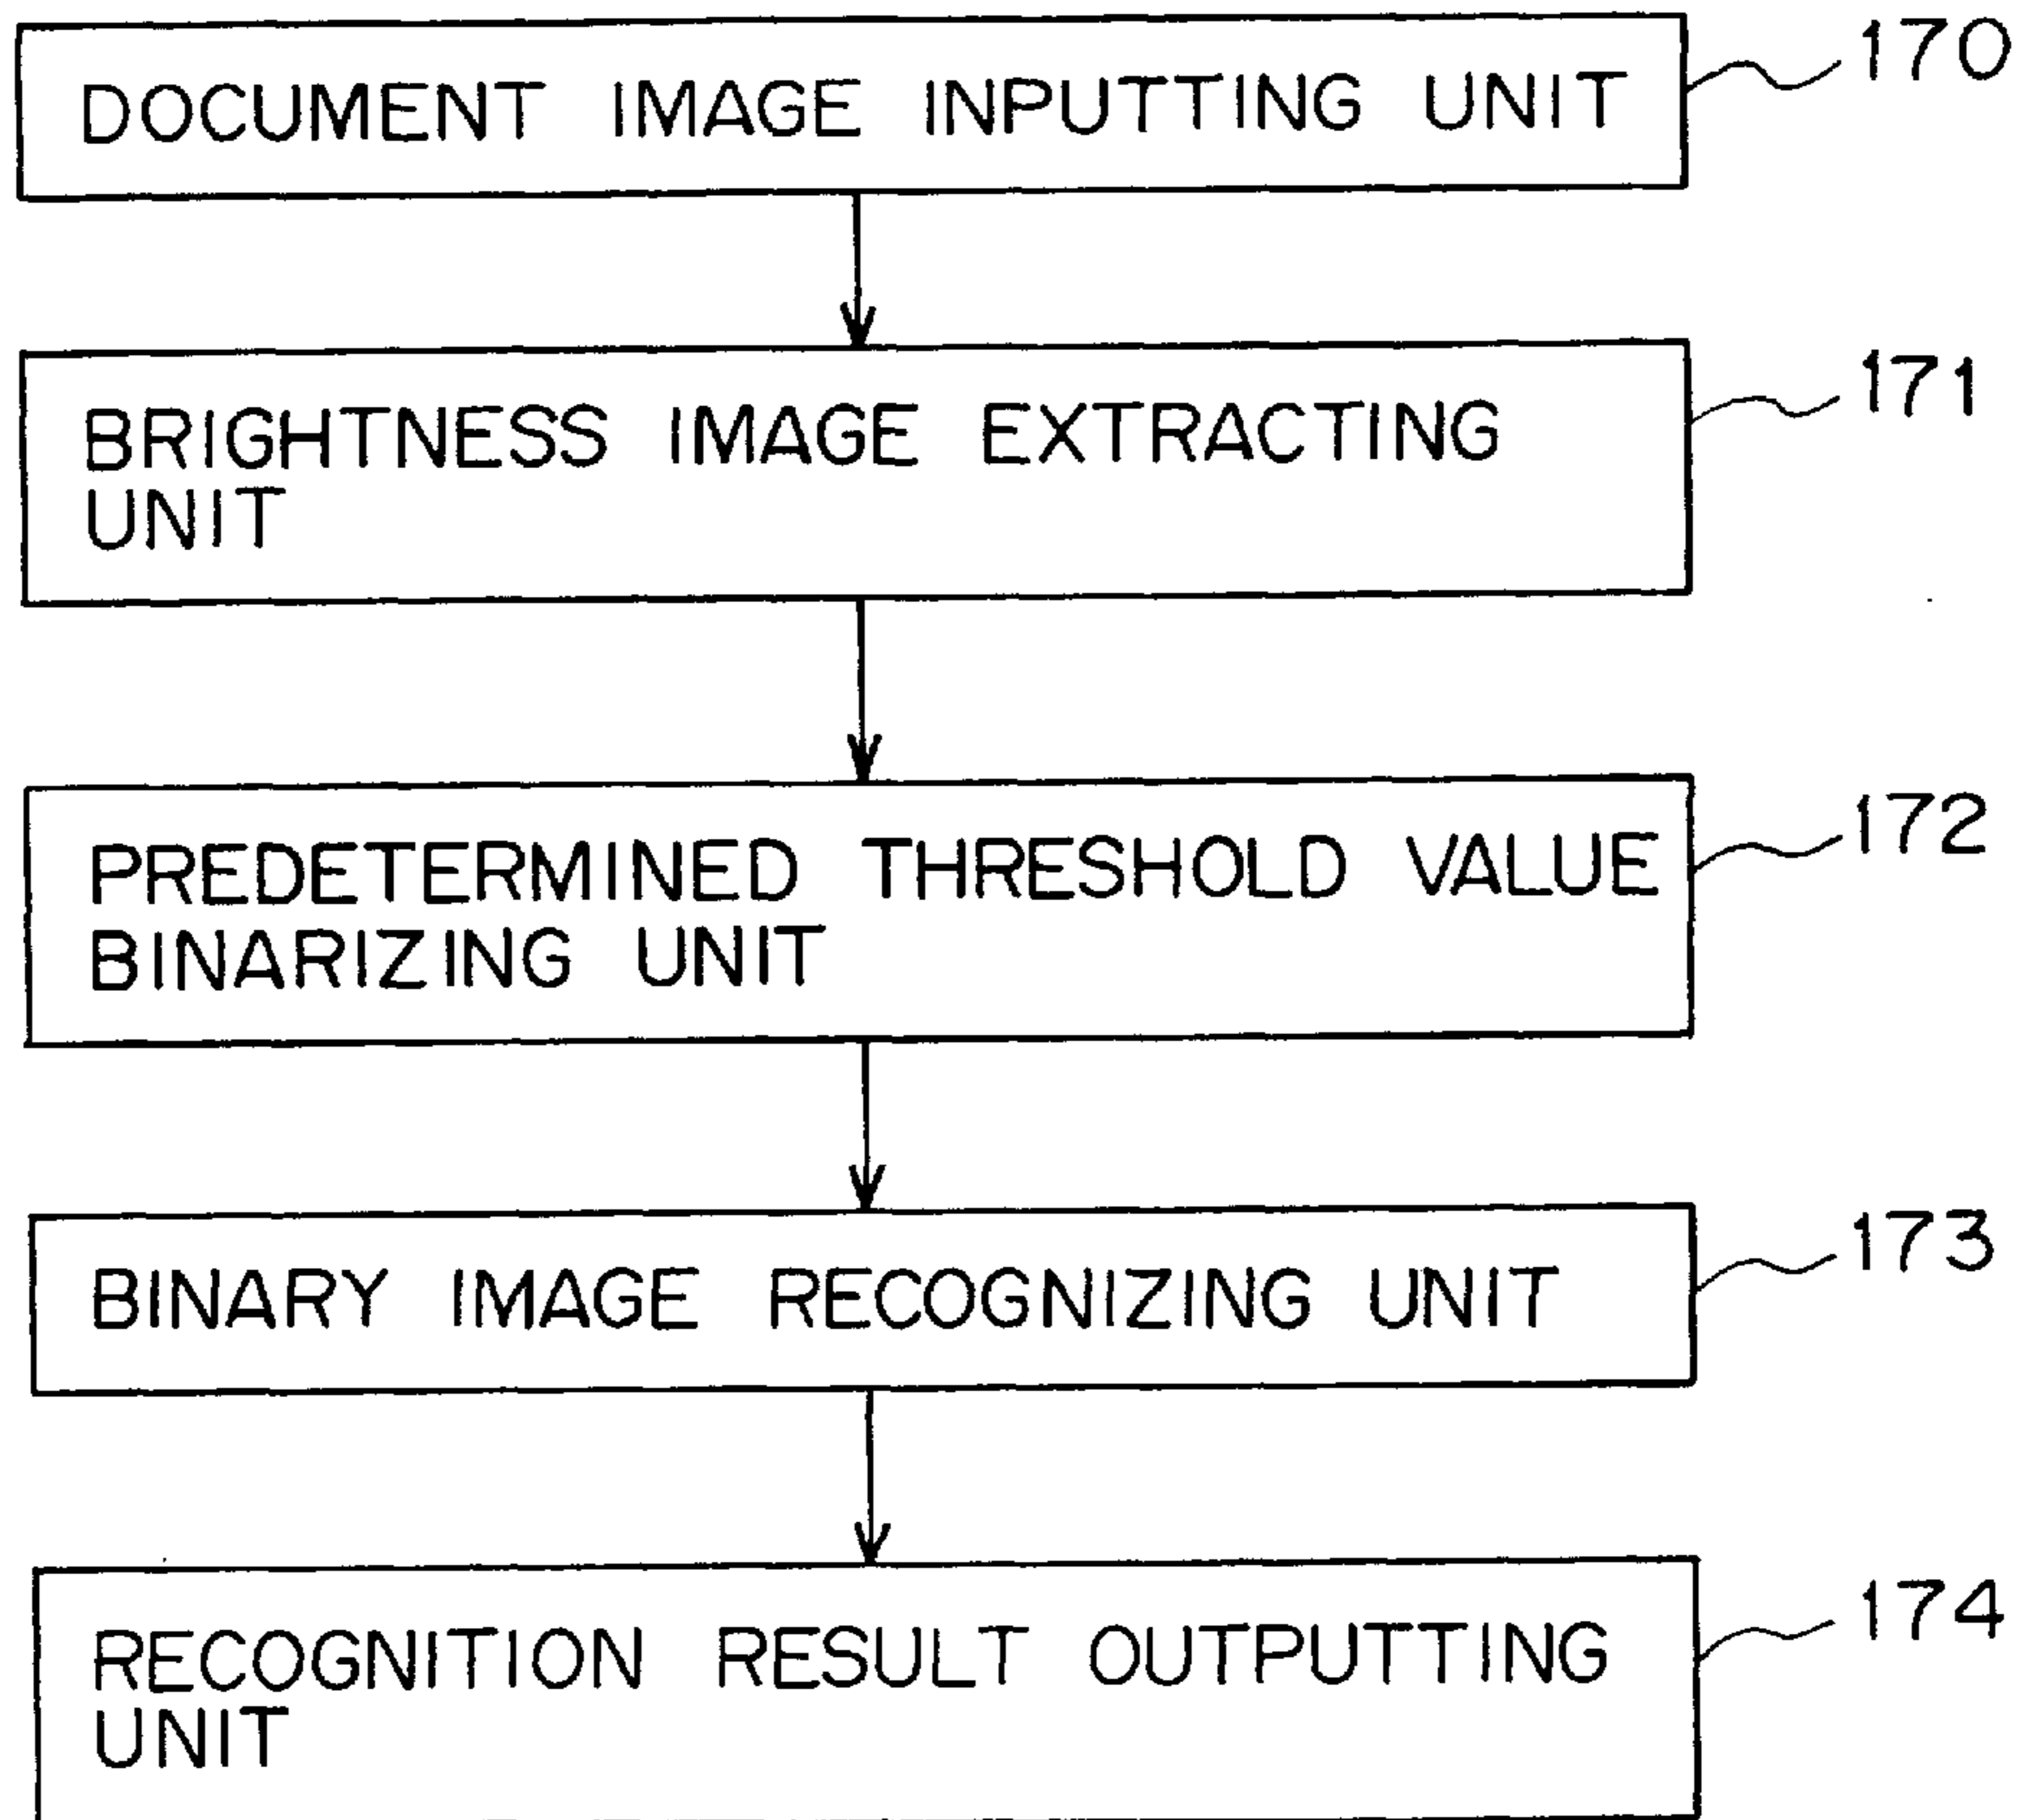 DOCUMENT IMAGE INPUTTING UNIT
170
BRIGHTNESS IMAGE EXTRACTING
UNIT
171
PREDETERMINED THRESHOLD VALUE
BINARIZING UNIT
172
BINARY IMAGE RECOGNIZING UNIT
173
RECOGNITION RESULT OUTPUTTING
UNIT
174